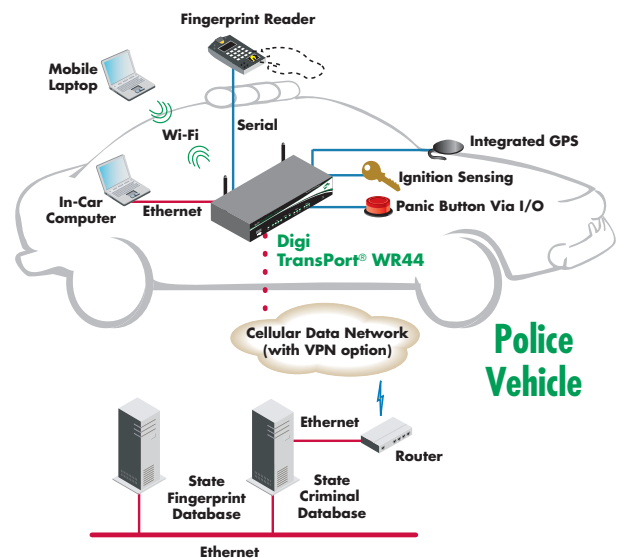 Fingerprint Reader
Mobile
Laptop
Wi-Fi
Serial
Integrated GPS
Ignition Sensing
In-Car
Computer
Ethernet
Panic Button Via I/O
Digi
TransPort® WR44
Cellular Data Network
(with VPN option)
Police
Vehicle
Ethernet
Router
State
Fingerprint
Database
State
Criminal
Database
Ethernet